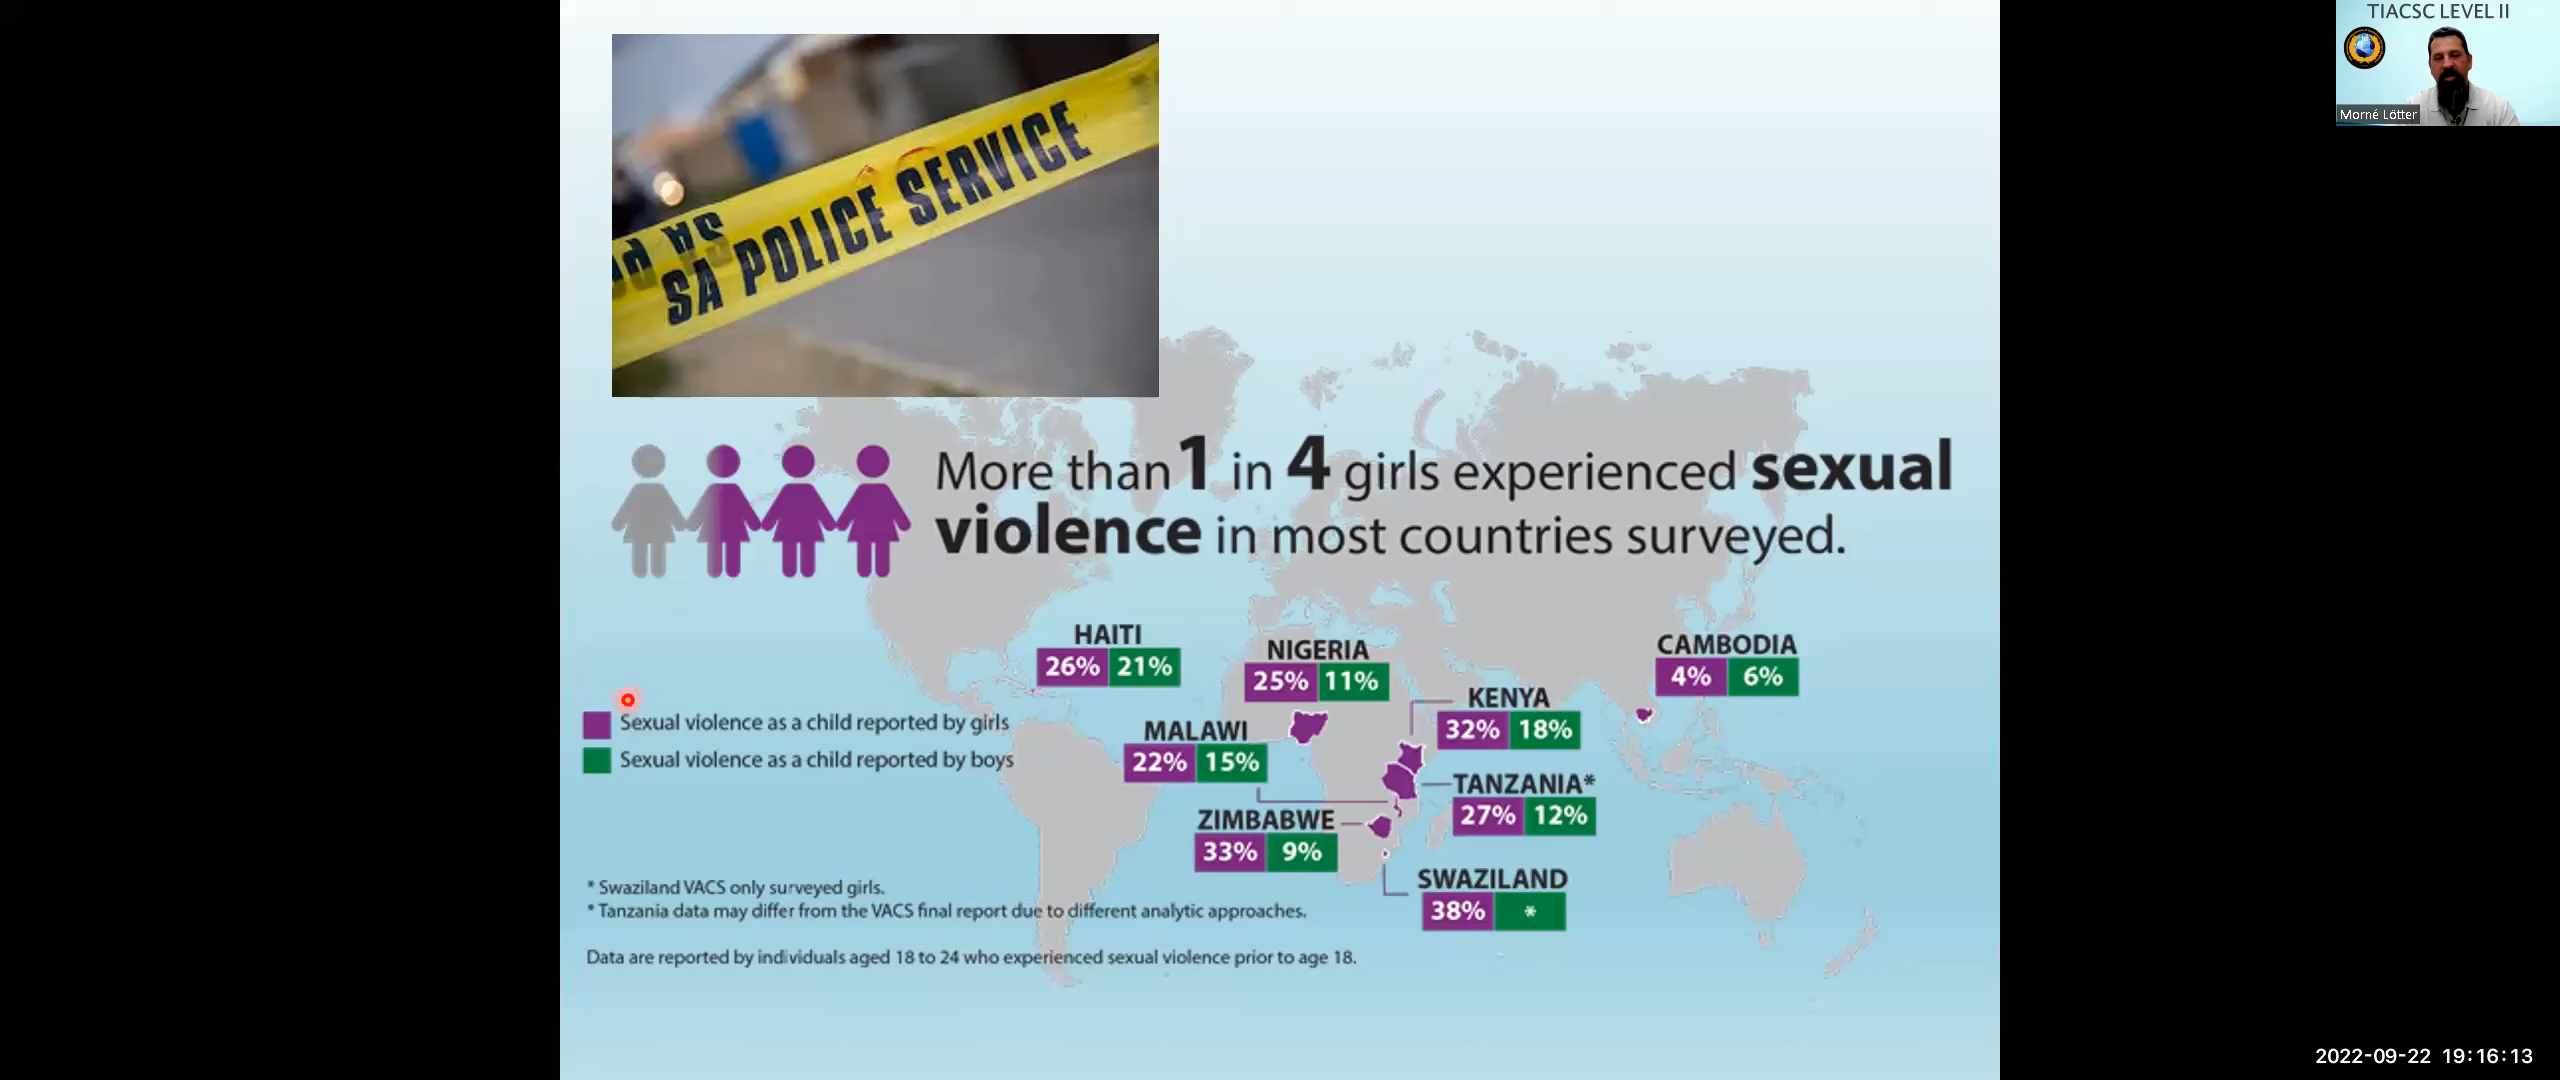 TIACSC LEVEL II
Morné Lötter
SA POLICE SERVICE
SA PO
More than 1 in 4 girls experienced sexual
violence in most countries surveyed.
HAITI
26% 21%
NIGERIA
25% 11%
CAMBODIA
4% 6%
KENYA
32% 18%
MALAWI
22% 15%
TANZANIA*
27% 12%
ZIMBABWE
33% 9%
SWAZILAND
38% *
Sexual violence as a child reported by girls
Sexual violence as a child reported by boys
* Swaziland VACS only surveyed girls.
* Tanzania data may differ from the VACS final report due to different analytic approaches.
Data are reported by individuals aged 18 to 24 who experienced sexual violence prior to age 18.
2022-09-22 19:16:13